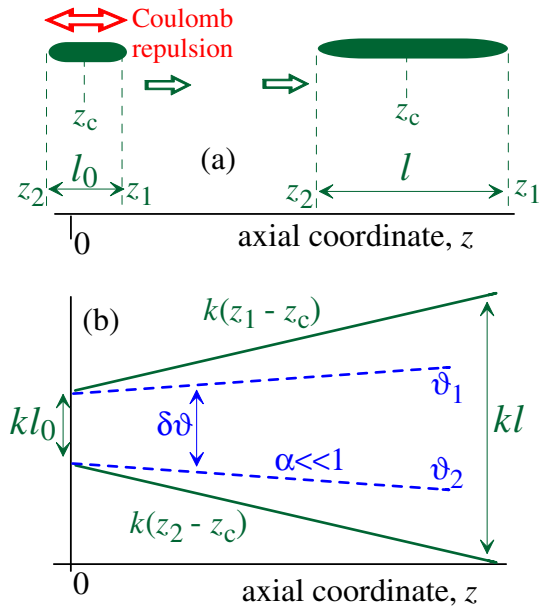 Coulomb
repulsion
z_c
z_c
(a)
z_2 l_0 z_1
z_2 l z_1
0
axial coordinate, z
(b)
k(z_1 - z_c)
ϑ_1
kl_0
δϑ
kl
α<<1
ϑ_2
k(z_2 - z_c)
0
axial coordinate, z